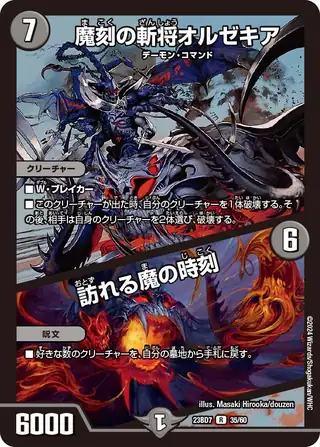 7
魔刻の斬将オルゼキア
デーモン・コマンド
クリーチャー
■W・ブレイカー
■このクリーチャーが出た時、自分のクリーチャーを1体破壊する。そ
の後、相手は自身のクリーチャーを2体選び、破壊する。
6
訪れる魔の時刻
呪文
■好きな数のクリーチャーを、自分の墓地から手札に戻す。
illus. Masaki Hirooka/douzen
6000
23BD7 R 35/60
©2024 Wizards/Shogakukan/WHC